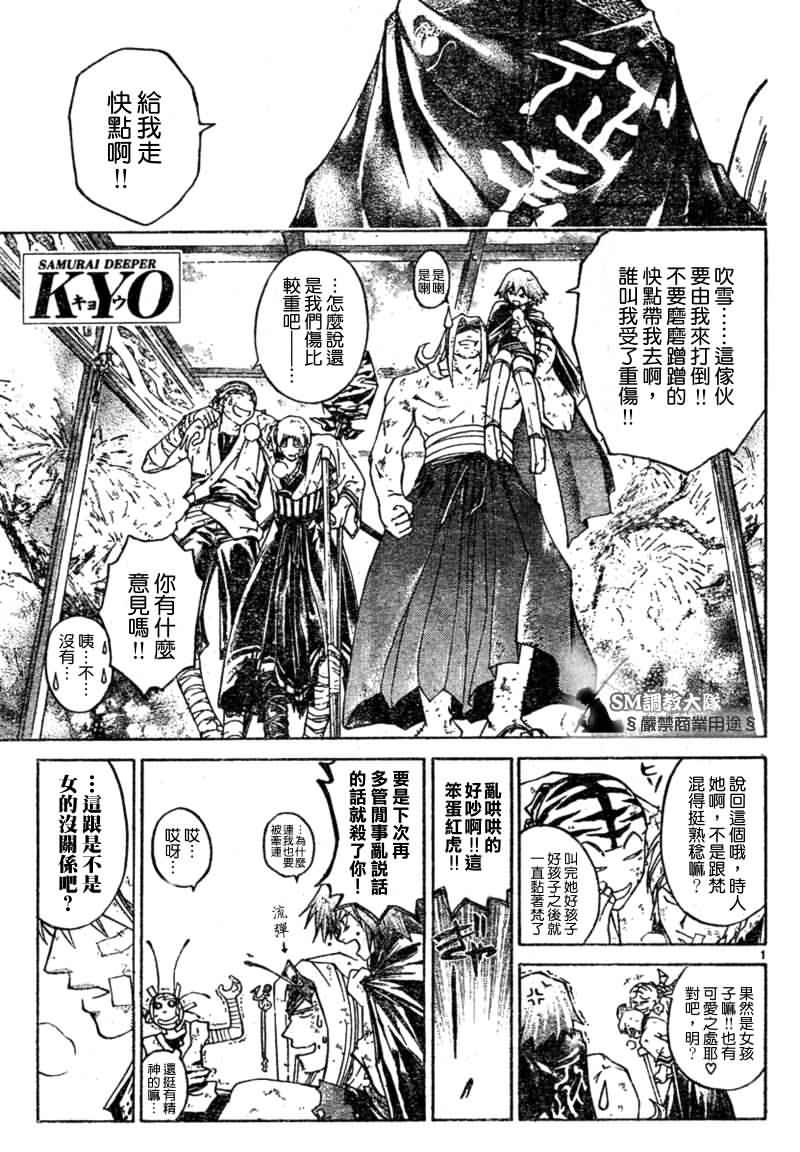 給我走
快點啊!!
SAMURAI DEEPER
KYO
キョウ
吹雪……這傢伙
要由我來打倒!!
不要磨磨蹭蹭的
快點帶我去啊，
誰叫我受了重傷!!
是喇
是喇
…怎麼說還
是我們傷比
較重吧——…
你有什麼
意見嗎!!
咦…不…
沒有…
SM調教大隊
§嚴禁商業用途§
說回這個哦，時人
她啊，不是跟梵
混得挺熟稔嘛？
叫完她好孩子
好孩子之後就
一直黏著梵了
1
果然是女孩
子嘛!!也有
可愛之處耶♡
對吧，明？
亂哄哄的
好吵啊!!這
笨蛋紅虎!!
要是下次再
多管閒事亂說話
的話就殺了你！
…為什麼
連我也要
被牽連
流彈
哎…
哎呀…
還挺有精
神的嘛…
…這跟是不是
女的沒關係吧？